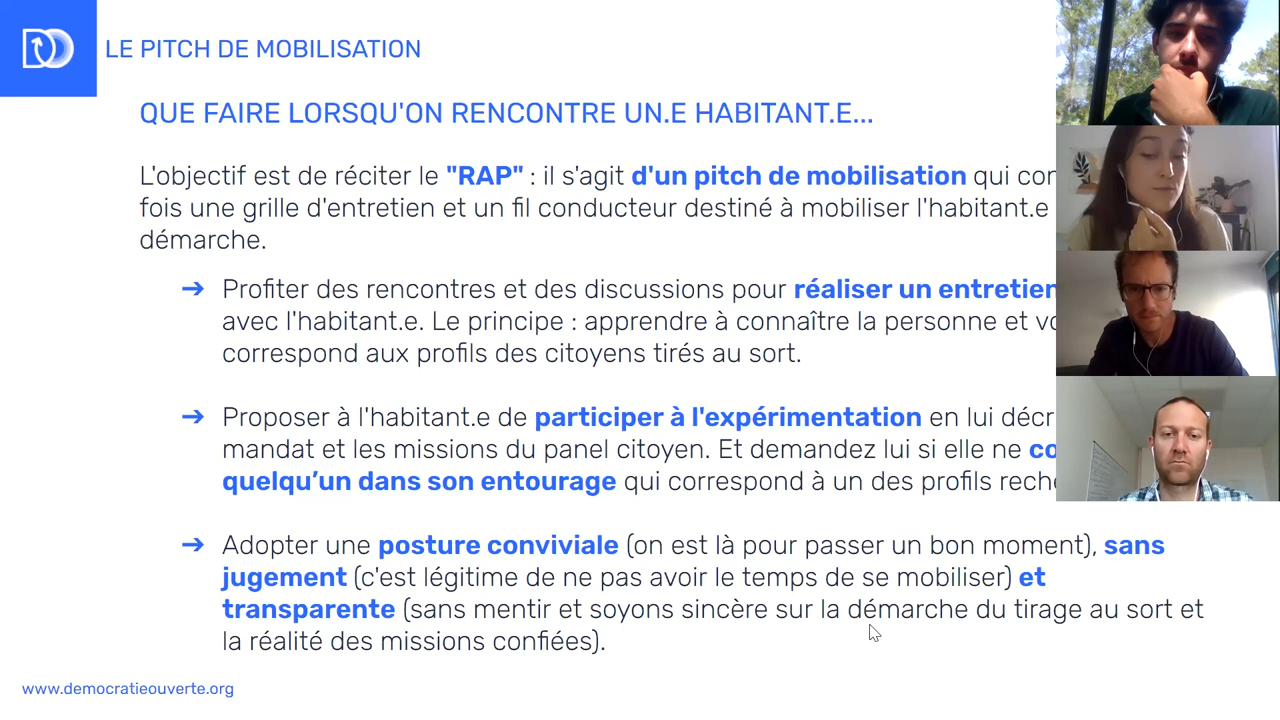 LE PITCH DE MOBILISATION
QUE FAIRE LORSQU'ON RENCONTRE UN.E HABITANT.E...
L'objectif est de réciter le "RAP" : il s'agit d'un pitch de mobilisation qui
fois une grille d'entretien et un fil conducteur destiné à mobiliser l'habitant.e
démarche.
➔ Profiter des rencontres et des discussions pour réaliser un entretien
avec l'habitant.e. Le principe : apprendre à connaître la personne et
correspond aux profils des citoyens tirés au sort.
➔ Proposer à l'habitant.e de participer à l'expérimentation en lui
mandat et les missions du panel citoyen. Et demandez lui si elle ne
quelqu’un dans son entourage qui correspond à un des profils
➔ Adopter une posture conviviale (on est là pour passer un bon moment), sans
jugement (c'est légitime de ne pas avoir le temps de se mobiliser) et
transparente (sans mentir et soyons sincère sur la démarche du tirage au sort et
la réalité des missions confiées).
www.democratieouverte.org